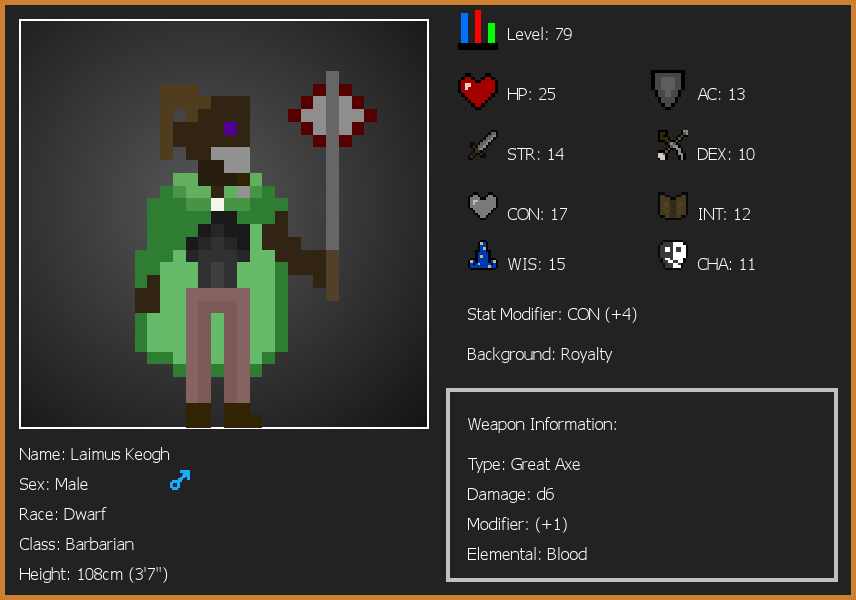 Level: 79
HP: 25
AC: 13
STR: 14
DEX: 10
CON: 17
INT: 12
WIS: 15
CHA: 11
Stat Modifier: CON (+4)
Background: Royalty
Weapon Information:
Type: Great Axe
Damage: d6
Modifier: (+1)
Elemental: Blood
Name: Laimus Keogh
Sex: Male
Race: Dwarf
Class: Barbarian
Height: 108cm (3'7")